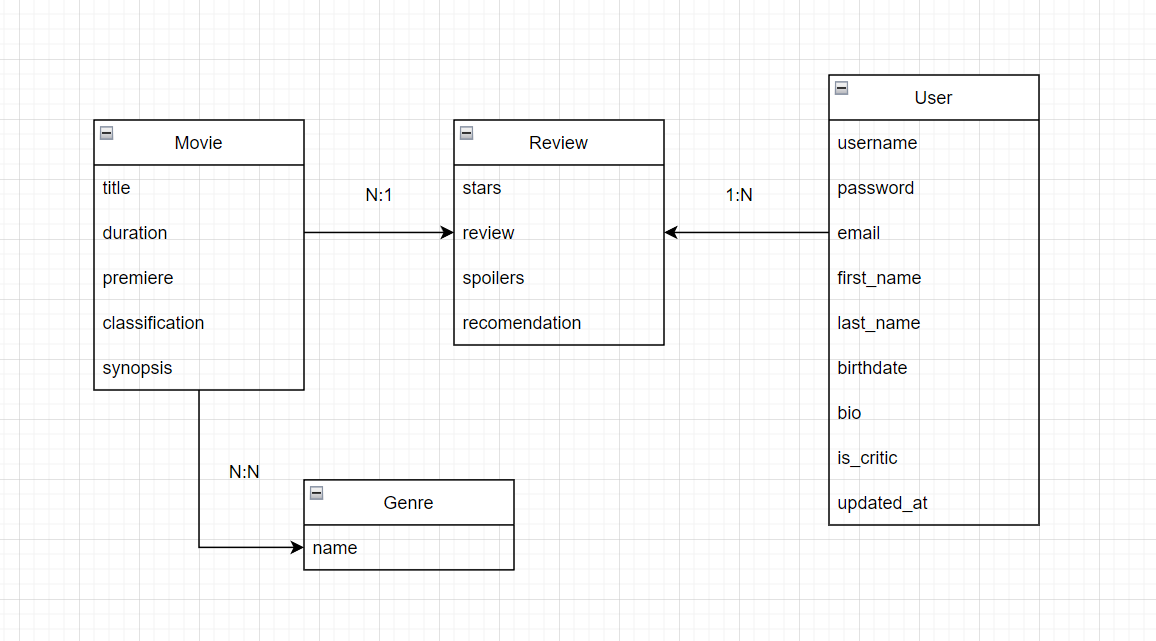 Movie
title
duration
premiere
classification
synopsis
N:1
Review
stars
review
spoilers
recomendation
1:N
User
username
password
email
first_name
last_name
birthdate
bio
is_critic
updated_at
N:N
Genre
name